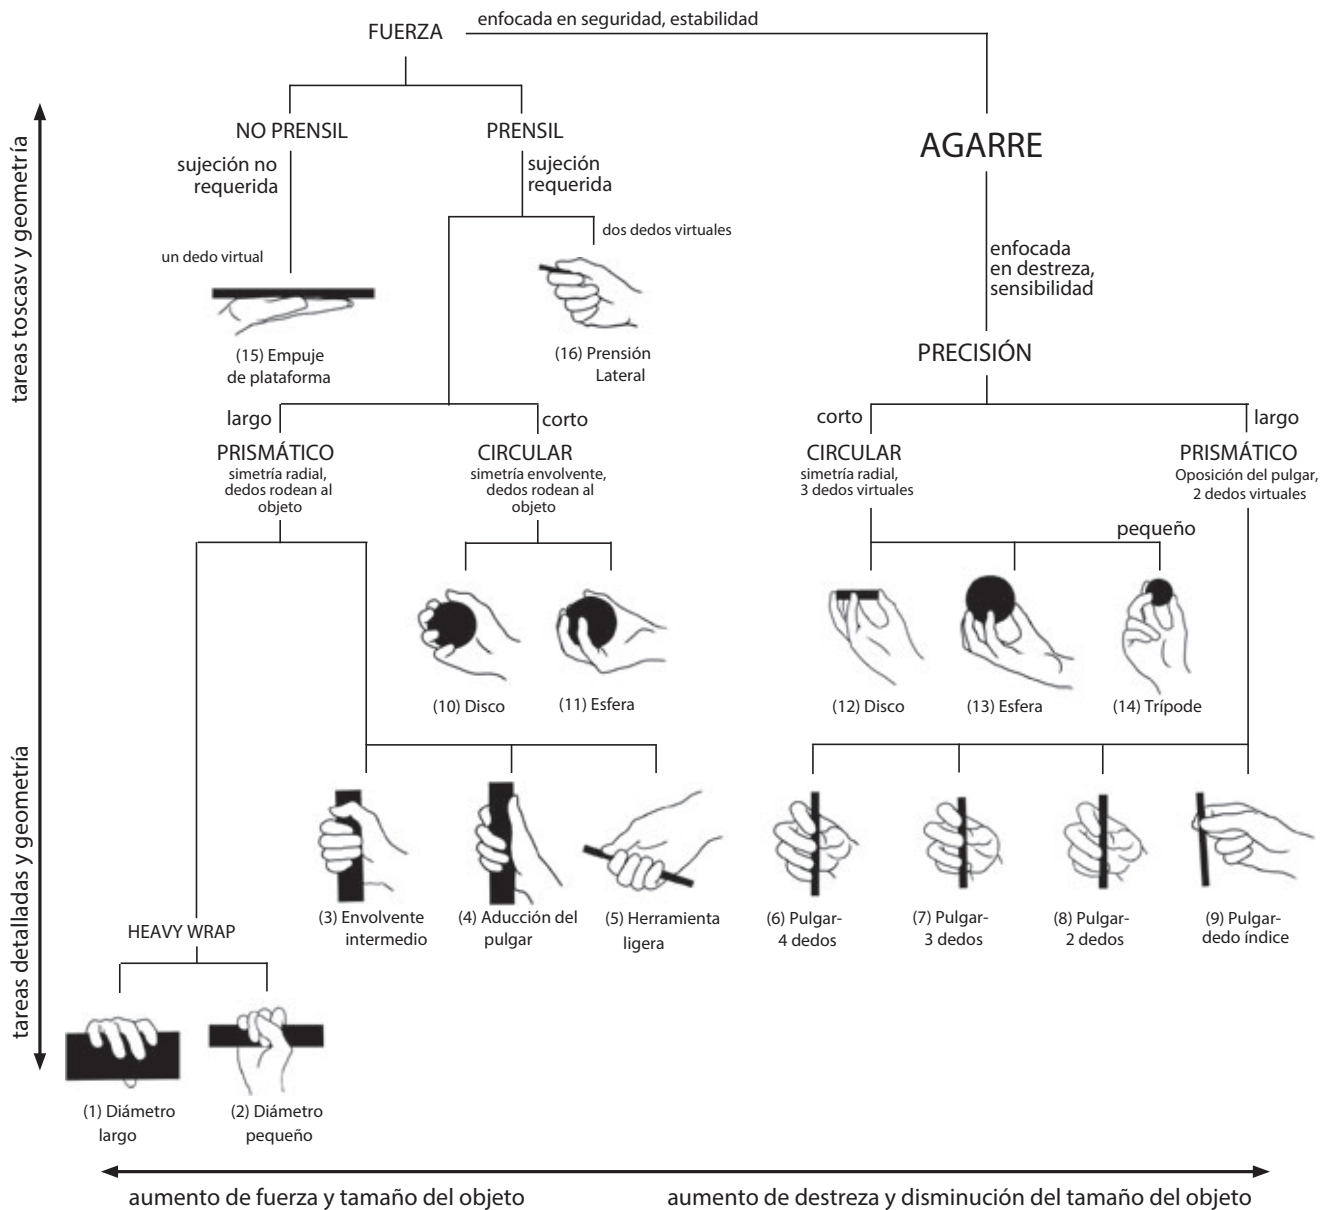 enfocada en seguridad, estabilidad
FUERZA
NO PRENSIL
PRENSIL
AGARRE
sujeción no
requerida
sujeción
requerida
un dedo virtual
dos dedos virtuales
enfocada
en destreza,
sensibilidad
(15) Empuje
de plataforma
(16) Prensión
Lateral
PRECISIÓN
largo
corto
corto
largo
PRISMÁTICO
simetría radial,
dedos rodean al
objeto
CIRCULAR
simetría envolvente,
dedos rodean al
objeto
CIRCULAR
simetría radial,
3 dedos virtuales
PRISMÁTICO
Oposición del pulgar,
2 dedos virtuales
pequeño
(10) Disco
(11) Esfera
(12) Disco
(13) Esfera
(14) Trípode
(3) Envolvente
intermedio
(4) Aducción del
pulgar
(5) Herramienta
ligera
(6) Pulgar-
4 dedos
(7) Pulgar-
3 dedos
(8) Pulgar-
2 dedos
(9) Pulgar-
dedo índice
HEAVY WRAP
(1) Diámetro
largo
(2) Diámetro
pequeño
tareas toscasv y geometría
tareas detalladas y geometría
aumento de fuerza y tamaño del objeto
aumento de destreza y disminución del tamaño del objeto